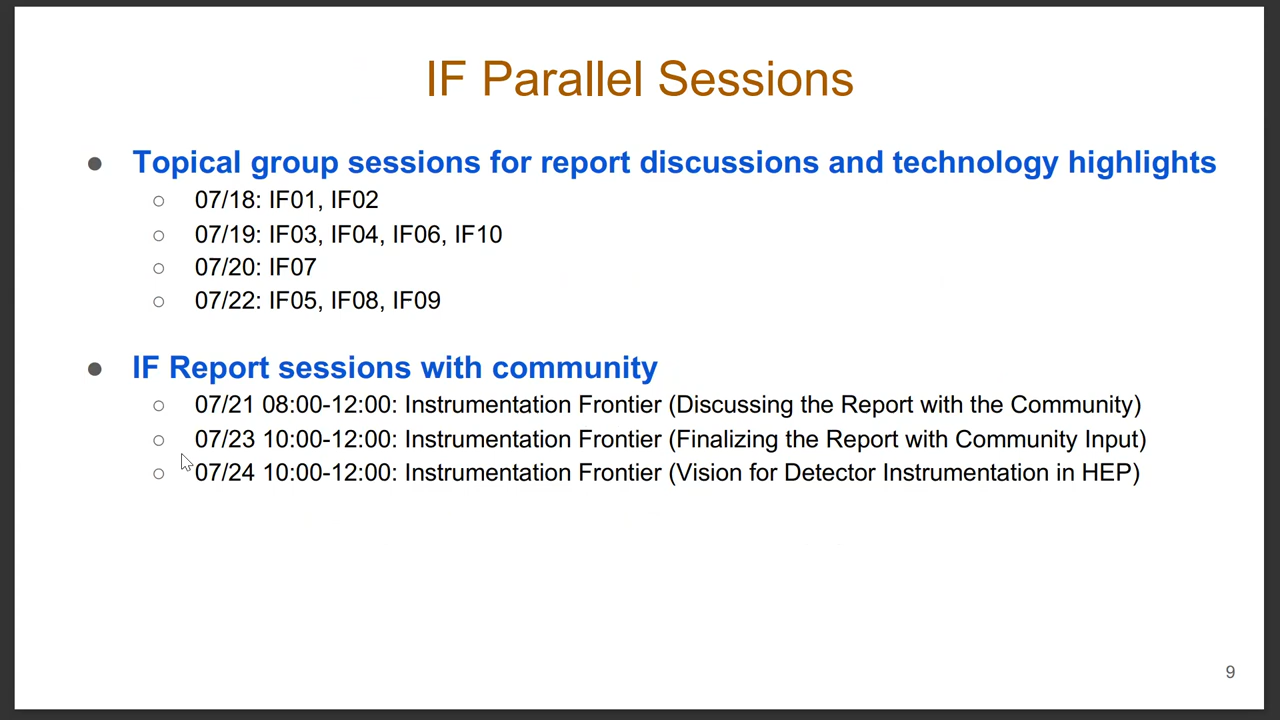 IF Parallel Sessions
● Topical group sessions for report discussions and technology highlights
○ 07/18: IF01, IF02
○ 07/19: IF03, IF04, IF06, IF10
○ 07/20: IF07
○ 07/22: IF05, IF08, IF09
● IF Report sessions with community
○ 07/21 08:00-12:00: Instrumentation Frontier (Discussing the Report with the Community)
○ 07/23 10:00-12:00: Instrumentation Frontier (Finalizing the Report with Community Input)
○ 07/24 10:00-12:00: Instrumentation Frontier (Vision for Detector Instrumentation in HEP)
9